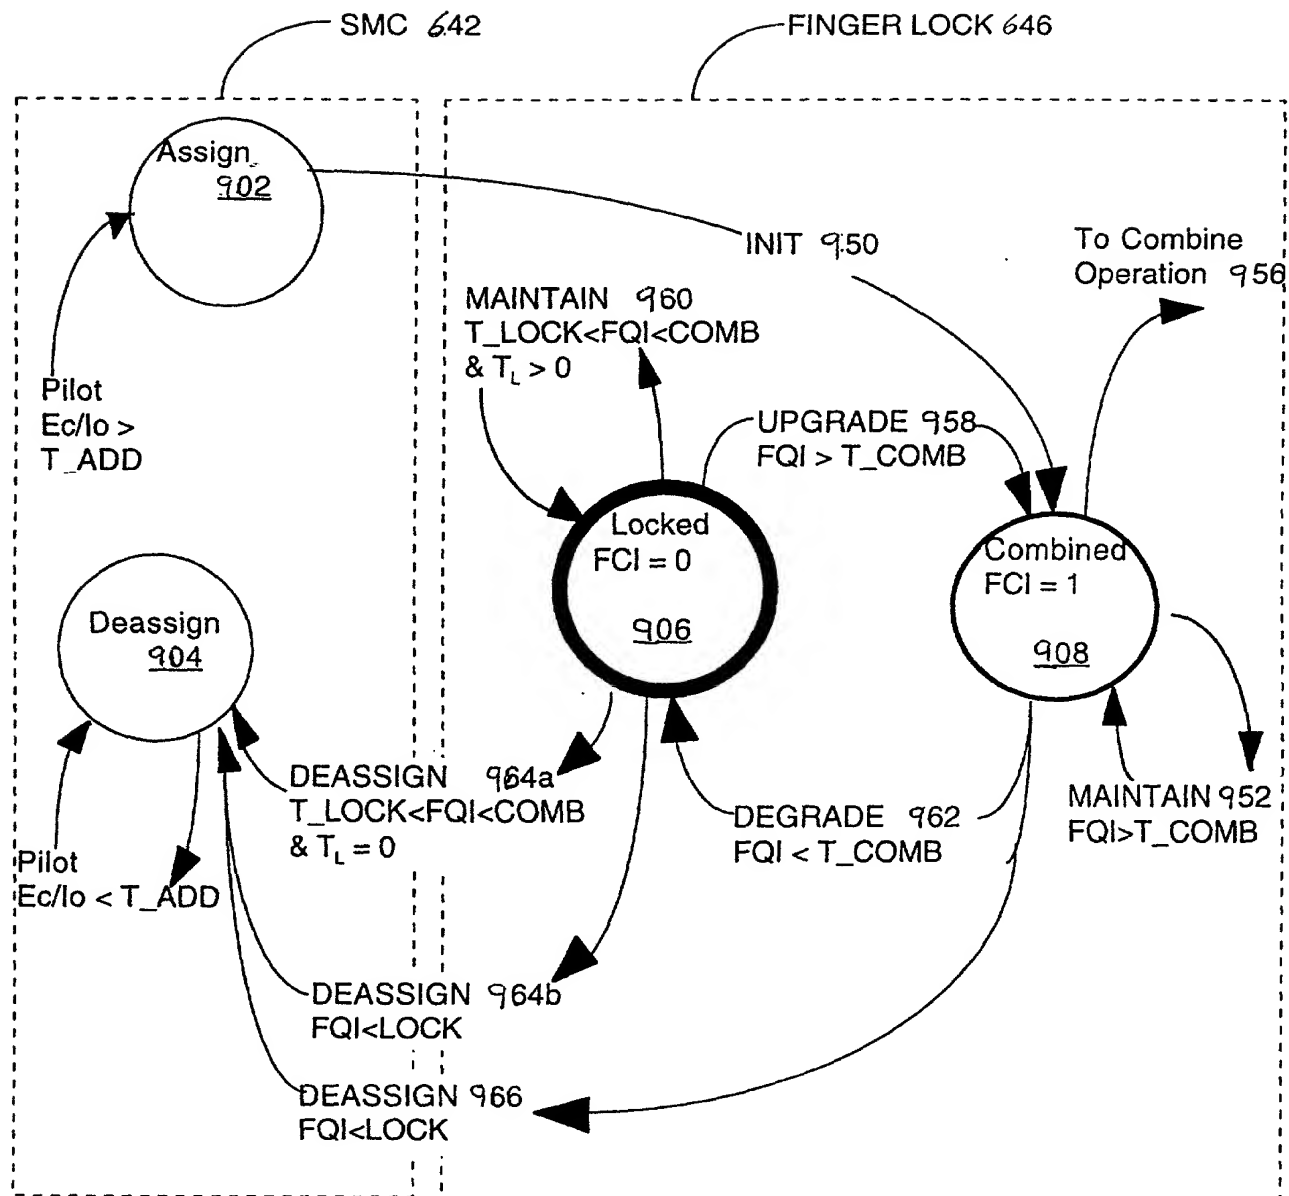 SMC 642
FINGER LOCK 646
Assign
902
INIT 950
To Combine
Operation 956
MAINTAIN 960
T_LOCK<FQI<COMB
& T_L > 0
Pilot
Ec/Io >
T_ADD
UPGRADE 958
FQI > T_COMB
Locked
FCI = 0
906
Combined
FCI = 1
908
Deassign
904
DEASSIGN 964a
T_LOCK<FQI<COMB
& T_L = 0
DEGRADE 962
FQI < T_COMB
MAINTAIN 952
FQI>T_COMB
Pilot
Ec/Io < T_ADD
DEASSIGN 964b
FQI<LOCK
DEASSIGN 966
FQI<LOCK